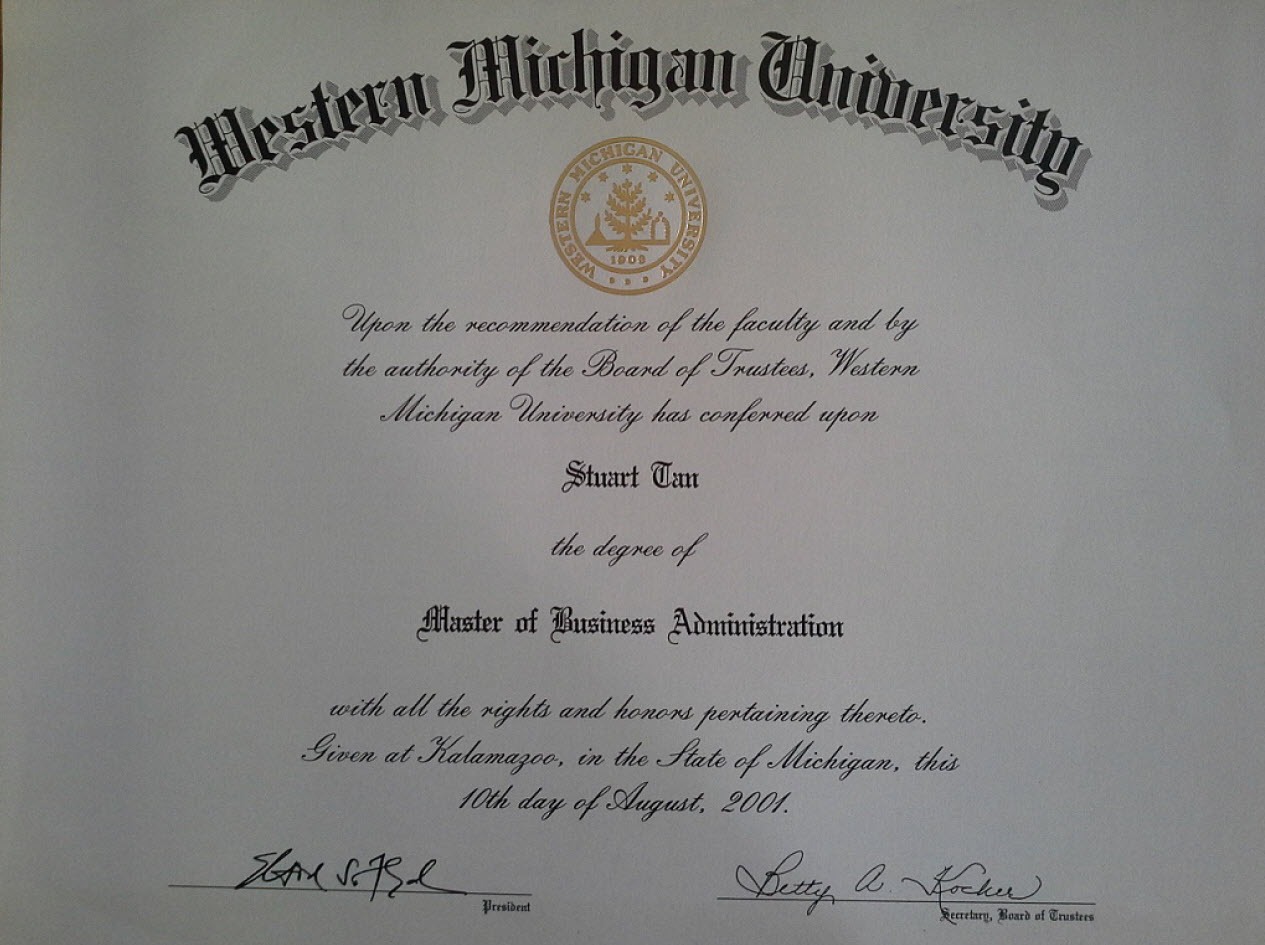 Western Michigan University
WESTERN MICHIGAN UNIVERSITY
1903
Upon the recommendation of the faculty and by
the authority of the Board of Trustees, Western
Michigan University has conferred upon
Stuart Tan
the degree of
Master of Business Administration
with all the rights and honors pertaining thereto.
Given at Kalamazoo, in the State of Michigan, this
10th day of August, 2001.
Betty A. Kocher
President
Secretary, Board of Trustees